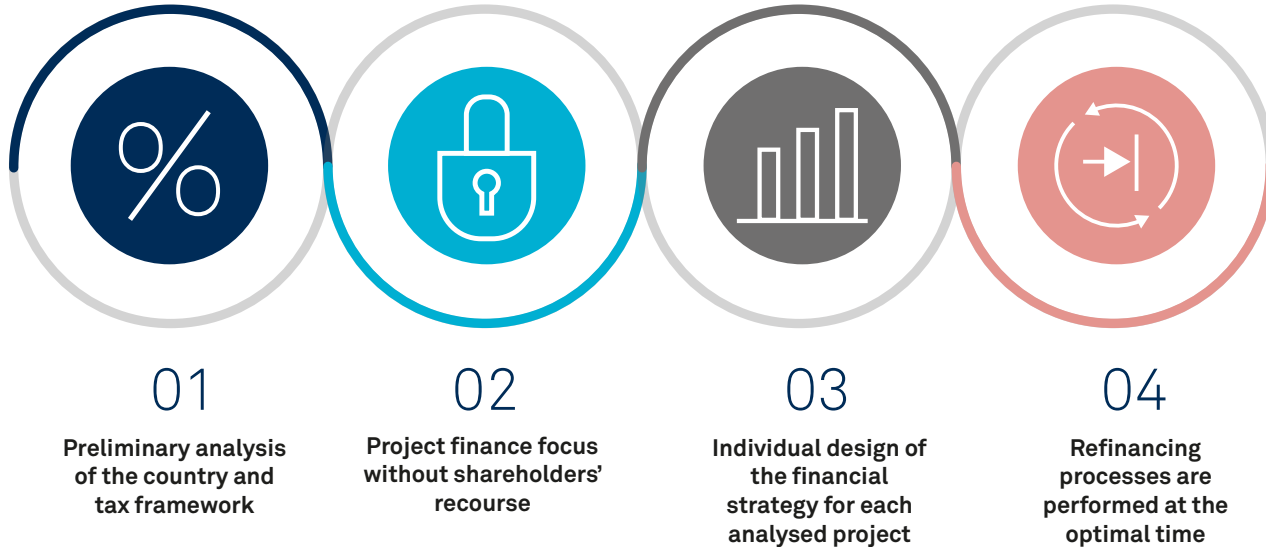 01
Preliminary analysis
of the country and
tax framework
02
Project finance focus
without shareholders’
recourse
03
Individual design of
the financial
strategy for each
analysed project
04
Refinancing
processes are
performed at the
optimal time